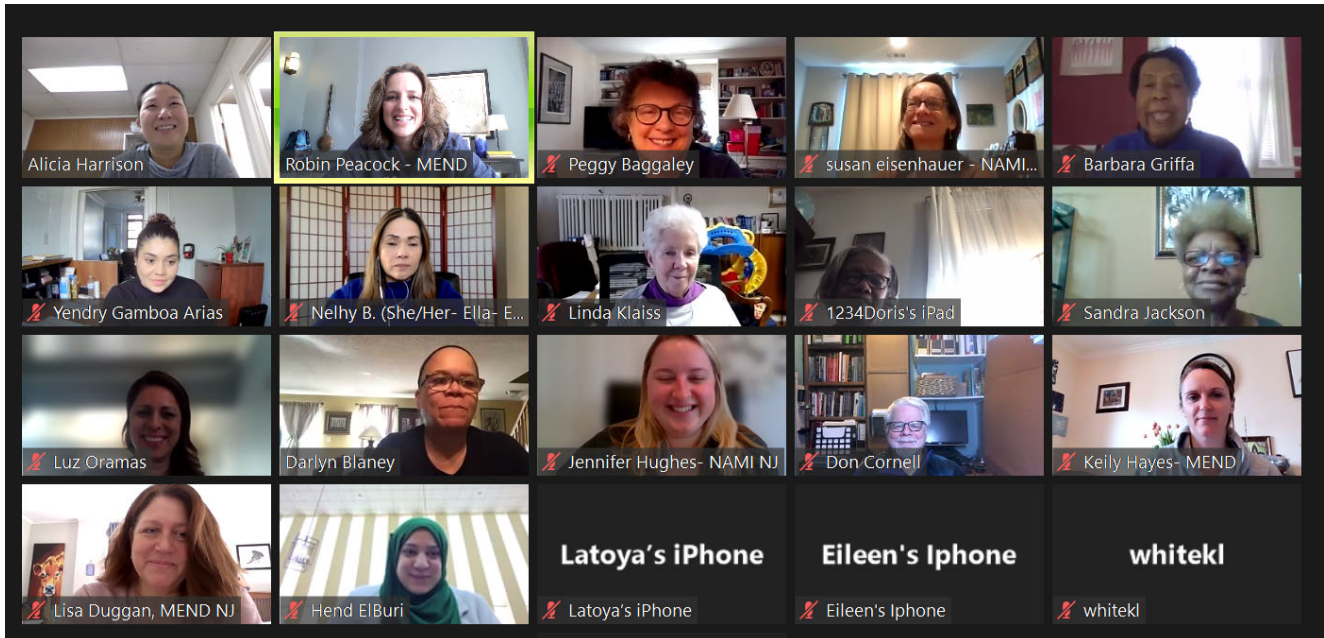 Alicia Harrison
Robin Peacock - MEND
Peggy Baggaley
susan eisenhauer - NAMI...
Barbara Griffa
Yendry Gamboa Arias
Nelhy B. (She/Her- Ella- E...
Linda Klaiss
1234Doris's iPad
Sandra Jackson
Luz Oramas
Darlyn Blaney
Jennifer Hughes- NAMI NJ
Don Cornell
Keily Hayes- MEND
Lisa Duggan, MEND NJ
Hend ElBuri
Latoya’s iPhone
Latoya’s iPhone
Eileen's Iphone
Eileen's Iphone
whitekl
whitekl